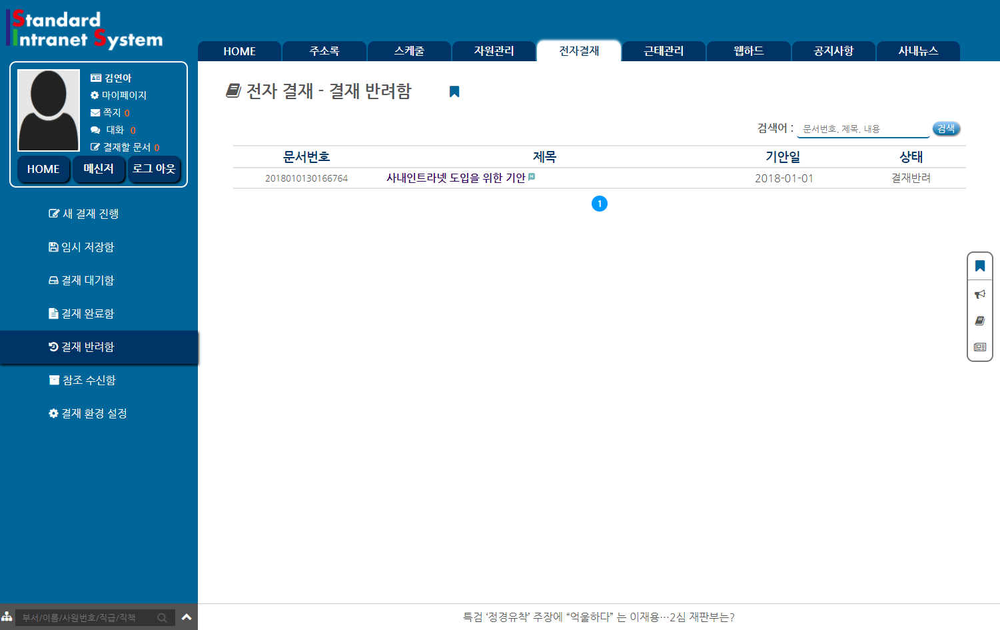 Standard
Intranet System
HOME 주소록 스케줄 자원관리 전자결재 근태관리 웹하드 공지사항 사내뉴스
김연아
마이페이지
쪽지 0
대화 0
결재할 문서 0
HOME 메신저 로그 아웃
새 결재 진행
임시 저장함
결재 대기함
결재 완료함
결재 반려함
참조 수신함
결재 환경 설정
부서/이름/사원번호/직급/직책
전자 결재 - 결재 반려함
검색어 : 문서번호, 제목, 내용 검색
문서번호 제목 기안일 상태
2018010130166764 사내인트라넷 도입을 위한 기안 N 2018-01-01 결재반려
1
특검 ‘정경유착’ 주장에 “억울하다” 는 이재용…2심 재판부는?